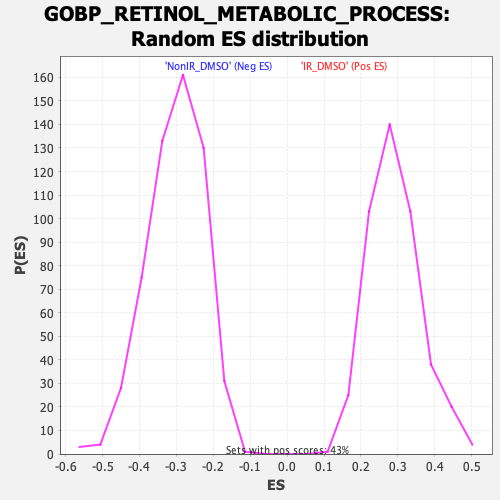 GOBP_RETINOL_METABOLIC_PROCESS:
Random ES distribution
'NonIR_DMSO' (Neg ES) 'IR_DMSO' (Pos ES)
160
150
140
130
120
110
100
90
80
70
60
50
40
30
20
10
0
P(ES)
Sets with pos scores: 43%
-0.6 -0.5 -0.4 -0.3 -0.2 -0.1 0.0 0.1 0.2 0.3 0.4 0.5
ES